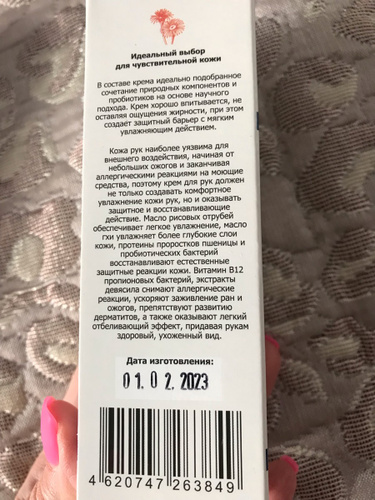 Идеальный выбор
для чувствительной кожи
В составе крема идеально подобранное
сочетание природных компонентов и
пробиотиков на основе научного
подхода. Крем хорошо впитывается, не
оставляя ощущения жирности, при этом
создает защитный барьер с мягким
увлажняющим действием.
Кожа рук наиболее уязвима для
внешнего воздействия, начиная от
небольших ожогов и заканчивая
аллергическими реакциями на моющие
средства, поэтому крем для рук должен
не только создавать комфортное
увлажнение кожи рук, но и оказывать
защитное и восстанавливающее
действие. Масло рисовых отрубей
обеспечивает легкое увлажнение, масло
гхи увлажняет более глубокие слои
кожи, протеины проростков пшеницы и
пробиотических бактерий
восстанавливают естественные
защитные реакции кожи. Витамин B12
пропионовых бактерий, экстракты
девясила снимают аллергические
реакции, ускоряют заживление ран и
ожогов, препятствуют развитию
дерматитов, а также оказывают легкий
отбеливающий эффект, придавая рукам
здоровый, ухоженный вид.
Дата изготовления:
01.02.2023
4 620747 263849